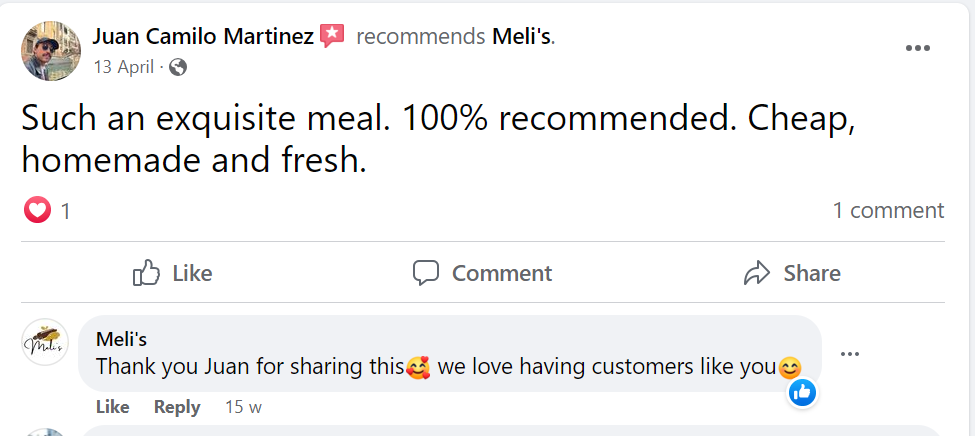 Juan Camilo Martinez recommends Meli's.
13 April ·
Such an exquisite meal. 100% recommended. Cheap,
homemade and fresh.
1
1 comment
Like Comment Share
Meli's
Meli's
Thank you Juan for sharing this🥰 we love having customers like you😊
Like Reply 15 w